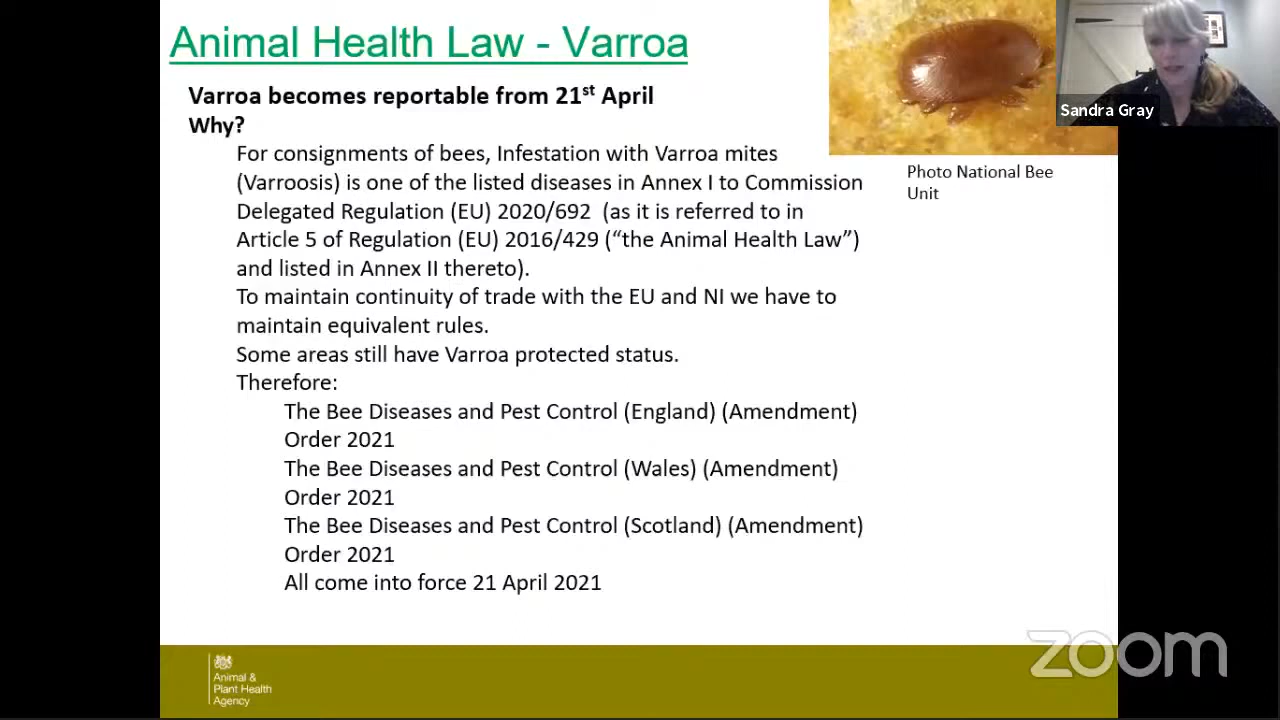 Animal Health Law - Varroa
Varroa becomes reportable from 21st April
Why?
For consignments of bees, Infestation with Varroa mites
(Varroosis) is one of the listed diseases in Annex I to Commission
Delegated Regulation (EU) 2020/692 (as it is referred to in
Article 5 of Regulation (EU) 2016/429 (“the Animal Health Law”)
and listed in Annex II thereto).
To maintain continuity of trade with the EU and NI we have to
maintain equivalent rules.
Some areas still have Varroa protected status.
Therefore:
The Bee Diseases and Pest Control (England) (Amendment)
Order 2021
The Bee Diseases and Pest Control (Wales) (Amendment)
Order 2021
The Bee Diseases and Pest Control (Scotland) (Amendment)
Order 2021
All come into force 21 April 2021
Sandra Gray
Photo National Bee
Unit
Animal &
Plant Health
Agency
zoom